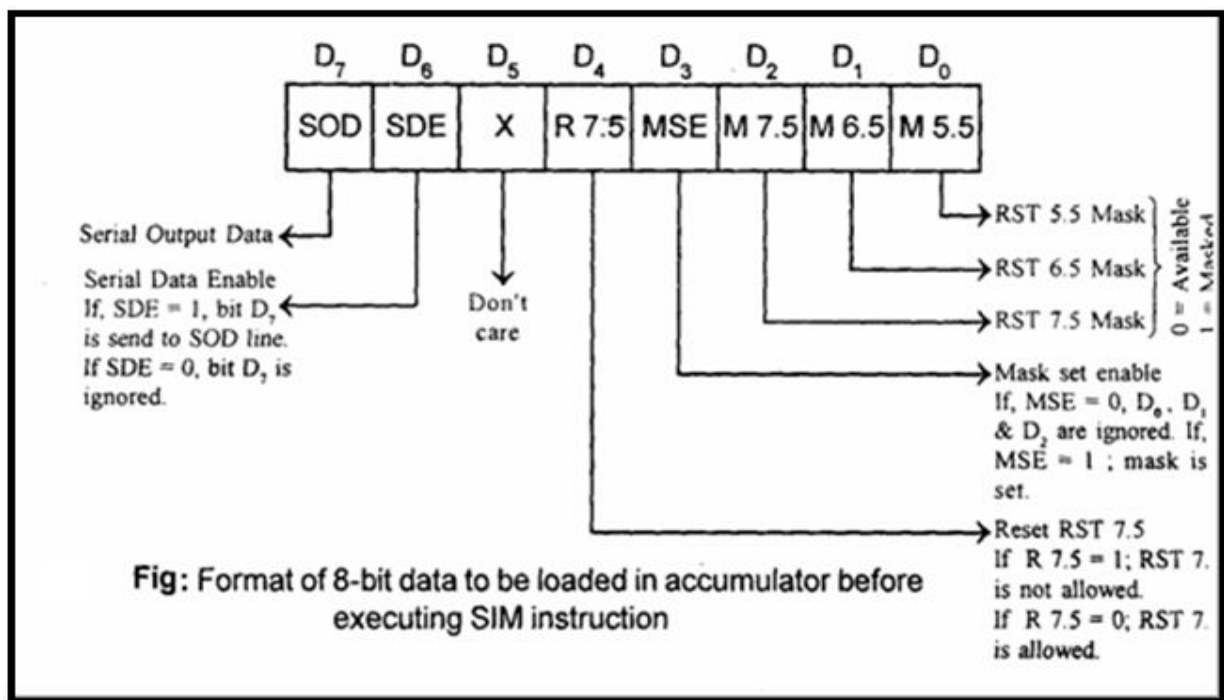 D₇ D₆ D₅ D₄ D₃ D₂ D₁ D₀
SOD SDE X R 7.5 MSE M 7.5 M 6.5 M 5.5
Serial Output Data
Serial Data Enable
If, SDE = 1, bit D₇
is send to SOD line.
If SDE = 0, bit D₇ is
ignored.
Don't
care
RST 5.5 Mask
RST 6.5 Mask
RST 7.5 Mask
0 = Available
1 = Masked
Mask set enable
If, MSE = 0, D₀, D₁
& D₂ are ignored. If,
MSE = 1 ; mask is
set.
Reset RST 7.5
If R 7.5 = 1; RST 7.
is not allowed.
If R 7.5 = 0; RST 7.
is allowed.
Fig: Format of 8-bit data to be loaded in accumulator before
executing SIM instruction